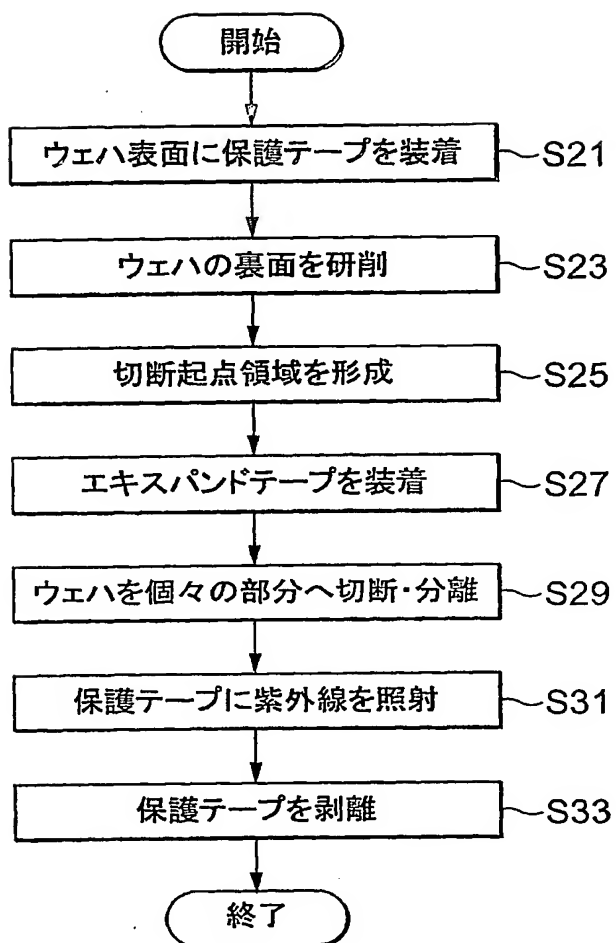 開始
ウェハ表面に保護テープを装着 S21
ウェハの裏面を研削 S23
切断起点領域を形成 S25
エキスパンドテープを装着 S27
ウェハを個々の部分へ切断・分離 S29
保護テープに紫外線を照射 S31
保護テープを剥離 S33
終了